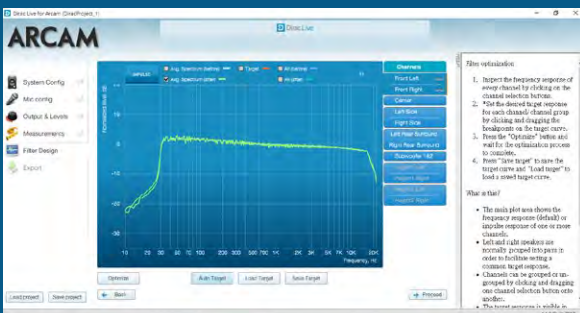 Dirac Live for Arcam (DiracProject_1)
Dirac Live
ARCAM
System Config
Mic config
Output & Levels
Measurements
Filter Design
Export
Load project
Save project
Avg. Spectrum (before)
Target
Avg. Spectrum (after)
10 20 30 50 70 100 200 300 500 700 1K 2K 3K 5K 7K 10K 20K
Frequency, Hz
-10
-20
-30
Optimize
Auto Target
Load Target
Save Target
Back
Proceed
Channels
Front Left
Front Right
Center
Left Side
Right Side
Left Rear Surround
Right Rear Surround
Subwoofer 1&2
Filter optimization
1. Inspect the frequency response of
every channel by clicking on the
channel selection buttons.
2. *Set the desired target response
for each channel/ channel group
by clicking and dragging the
breakpoints on the target curve.
3. Press the "Optimize" button and
wait for the optimization process
to complete.
4. Press "Save target" to save the
target curve and "Load target" to
load a saved target curve.
What is this?
• The main plot area shows the
frequency response (default) or
impulse response of one or more
channels.
• Left and right speakers are
normally grouped into pairs in
order to facilitate setting a
common target response.
• Channels can be grouped or un-
grouped by clicking and dragging
one channel selection button onto
another.
• The target response is visible in